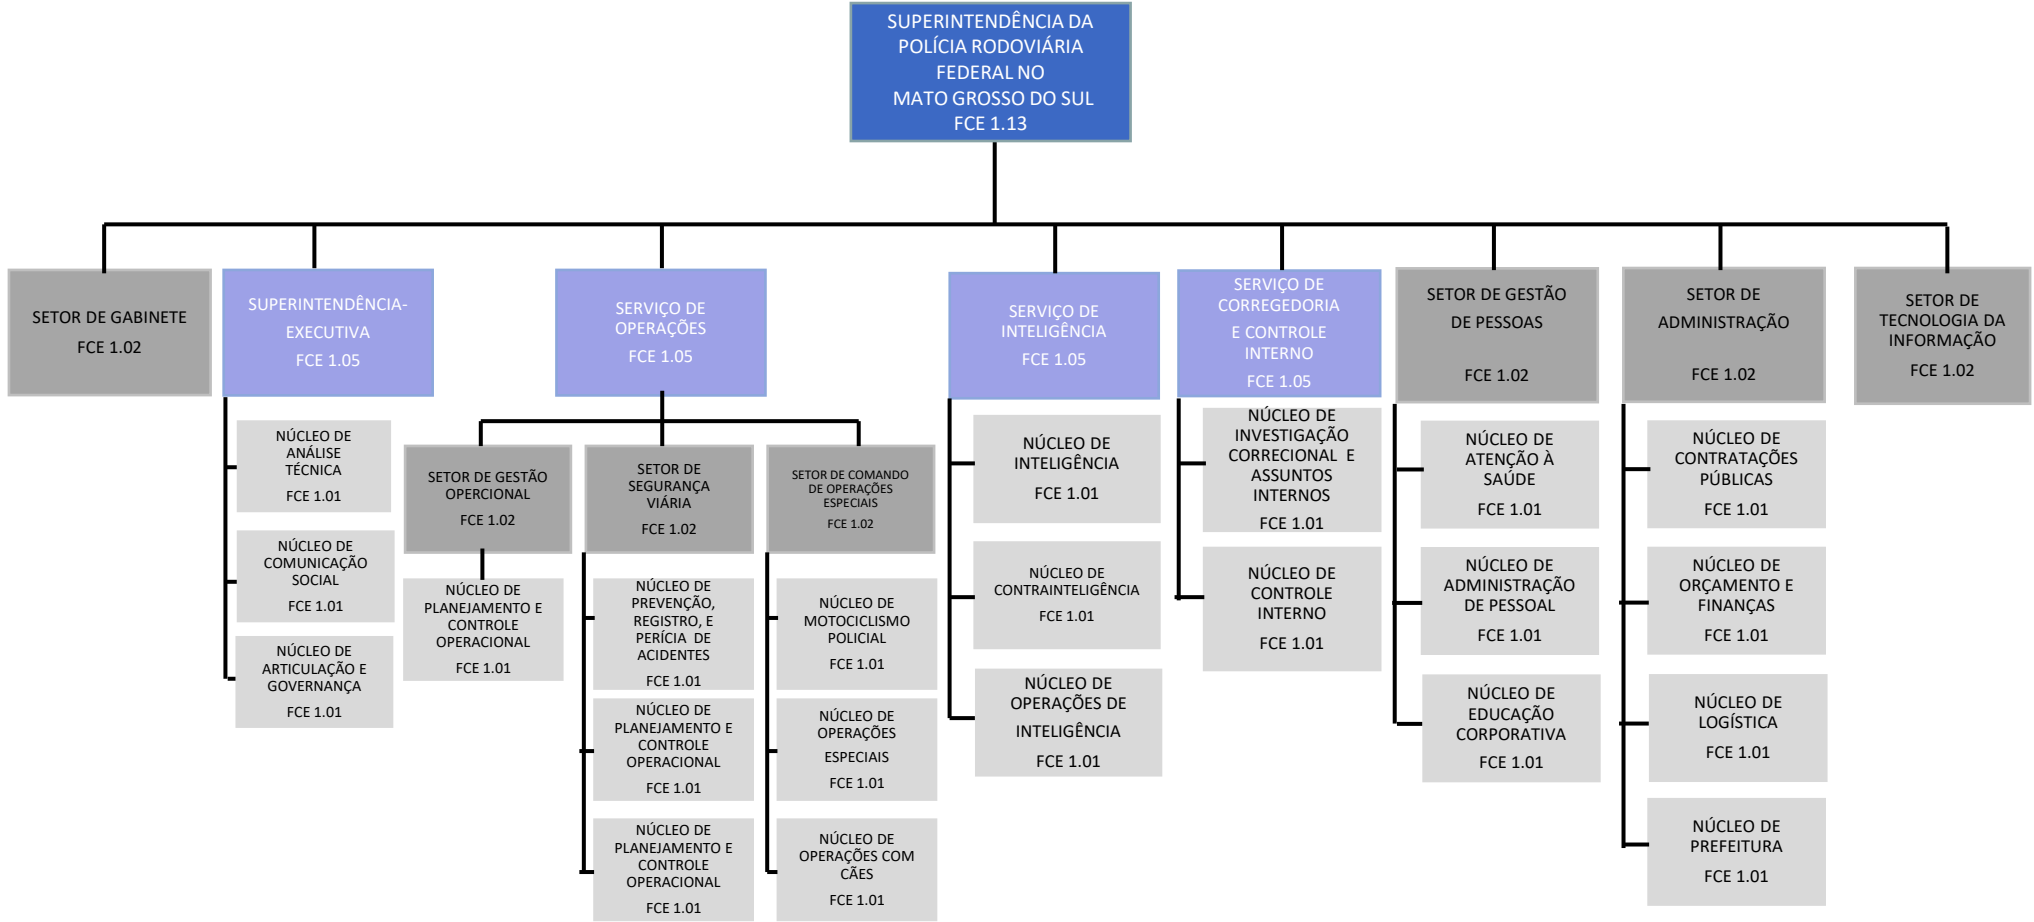 SUPERINTENDÊNCIA DA
POLÍCIA RODOVIÁRIA
FEDERAL NO
MATO GROSSO DO SUL
FCE 1.13
SETOR DE GABINETE
FCE 1.02
SUPERINTENDÊNCIA-
EXECUTIVA
FCE 1.05
SERVIÇO DE
OPERAÇÕES
FCE 1.05
SERVIÇO DE
INTELIGÊNCIA
FCE 1.05
SERVIÇO DE
CORREGEDORIA
E CONTROLE
INTERNO
FCE 1.05
SETOR DE GESTÃO
DE PESSOAS
FCE 1.02
SETOR DE
ADMINISTRAÇÃO
FCE 1.02
SETOR DE
TECNOLOGIA DA
INFORMAÇÃO
FCE 1.02
NÚCLEO DE
ANÁLISE
TÉCNICA
FCE 1.01
NÚCLEO DE
COMUNICAÇÃO
SOCIAL
FCE 1.01
NÚCLEO DE
ARTICULAÇÃO E
GOVERNANÇA
FCE 1.01
SETOR DE GESTÃO
OPERCIONAL
FCE 1.02
NÚCLEO DE
PLANEJAMENTO E
CONTROLE
OPERACIONAL
FCE 1.01
SETOR DE
SEGURANÇA
VIÁRIA
FCE 1.02
NÚCLEO DE
PREVENÇÃO,
REGISTRO, E
PERÍCIA DE
ACIDENTES
FCE 1.01
NÚCLEO DE
PLANEJAMENTO E
CONTROLE
OPERACIONAL
FCE 1.01
NÚCLEO DE
PLANEJAMENTO E
CONTROLE
OPERACIONAL
FCE 1.01
SETOR DE COMANDO
DE OPERAÇÕES
ESPECIAIS
FCE 1.02
NÚCLEO DE
MOTOCICLISMO
POLICIAL
FCE 1.01
NÚCLEO DE
OPERAÇÕES
ESPECIAIS
FCE 1.01
NÚCLEO DE
OPERAÇÕES COM
CÃES
FCE 1.01
NÚCLEO DE
INTELIGÊNCIA
FCE 1.01
NÚCLEO DE
CONTRAINTELIGÊNCIA
FCE 1.01
NÚCLEO DE
OPERAÇÕES DE
INTELIGÊNCIA
FCE 1.01
NÚCLEO DE
INVESTIGAÇÃO
CORRECIONAL E
ASSUNTOS
INTERNOS
FCE 1.01
NÚCLEO DE
CONTROLE
INTERNO
FCE 1.01
NÚCLEO DE
ATENÇÃO À
SAÚDE
FCE 1.01
NÚCLEO DE
ADMINISTRAÇÃO
DE PESSOAL
FCE 1.01
NÚCLEO DE
EDUCAÇÃO
CORPORATIVA
FCE 1.01
NÚCLEO DE
CONTRATAÇÕES
PÚBLICAS
FCE 1.01
NÚCLEO DE
ORÇAMENTO E
FINANÇAS
FCE 1.01
NÚCLEO DE
LOGÍSTICA
FCE 1.01
NÚCLEO DE
PREFEITURA
FCE 1.01